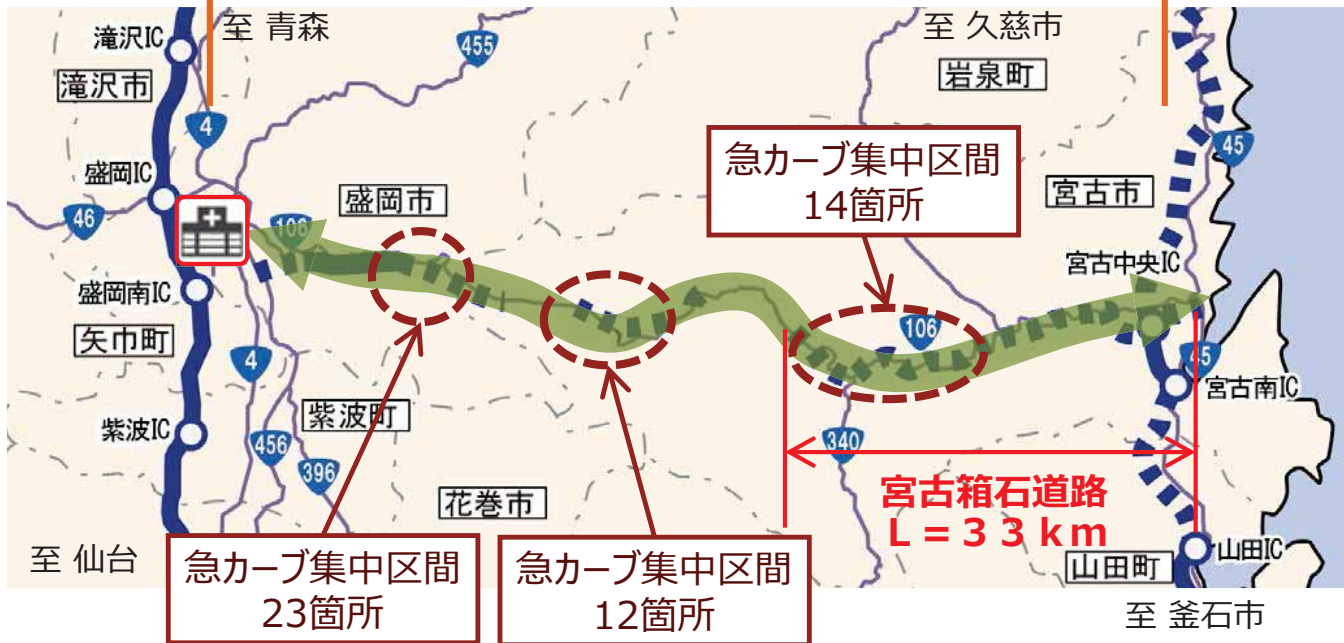 至 青森
至 久慈市
滝沢IC
455
岩泉町
滝沢市
4
45
急カーブ集中区間
14箇所
盛岡IC
盛岡市
宮古市
46
106
宮古中央IC
盛岡南IC
106
矢巾町
4
45
宮古南IC
紫波町
紫波IC
456
396
340
宮古箱石道路
L=33km
花巻市
至 仙台
急カーブ集中区間
23箇所
急カーブ集中区間
12箇所
山田町
山田IC
至 釜石市